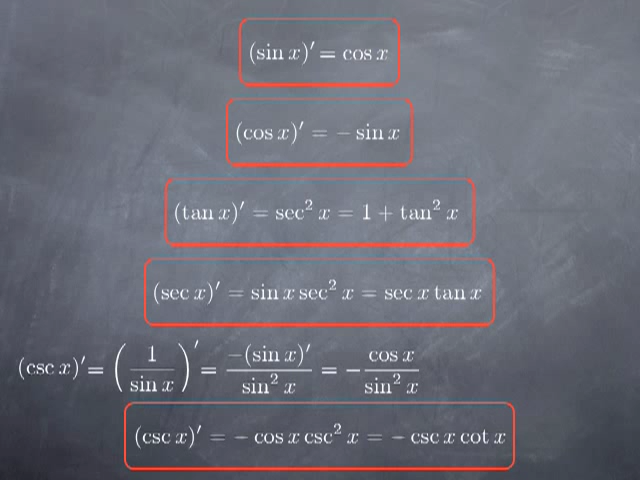 (sin x)′ = cos x
(cos x)′ = − sin x
(tan x)′ = sec² x = 1 + tan² x
(sec x)′ = sin x sec² x = sec x tan x
(csc x)′ = (1/sin x)′ = −(sin x)′/sin² x = − cos x/sin² x
(csc x)′ = − cos x csc² x = − csc x cot x